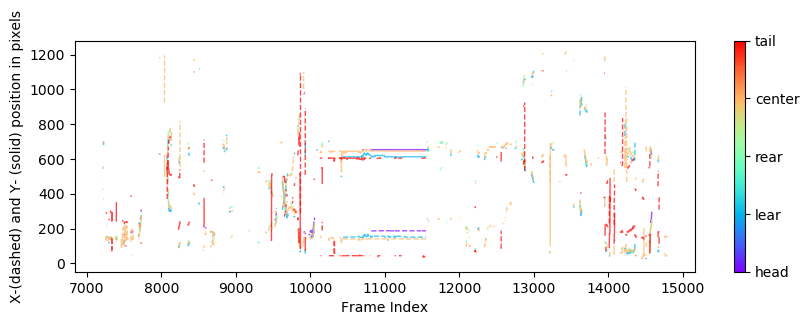 X-(dashed) and Y- (solid) position in pixels
1200
1000
800
600
400
200
0
7000 8000 9000 10000 11000 12000 13000 14000 15000
Frame Index
tail
center
rear
lear
head